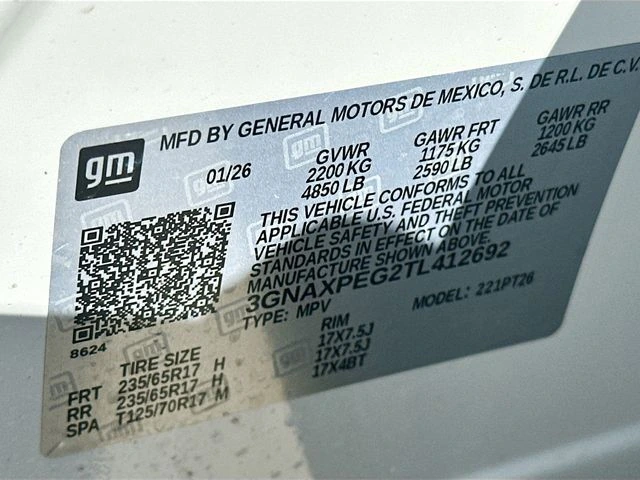 MFD BY GENERAL MOTORS DE MEXICO, S. DE R.L. DE C.V.
gm
01/26
GVWR
2200 KG
4850 LB
GAWR FRT
1175 KG
2590 LB
GAWR RR
1200 KG
2645 LB
THIS VEHICLE CONFORMS TO ALL
APPLICABLE U.S. FEDERAL MOTOR
VEHICLE SAFETY AND THEFT PREVENTION
STANDARDS IN EFFECT ON THE DATE OF
MANUFACTURE SHOWN ABOVE.
3GNAXPEG2TL412692
TYPE: MPV
MODEL: 221PT26
8624
TIRE SIZE RIM
FRT 235/65R17 H 17X7.5J
RR 235/65R17 H 17X7.5J
SPA T125/70R17 M 17X4BT